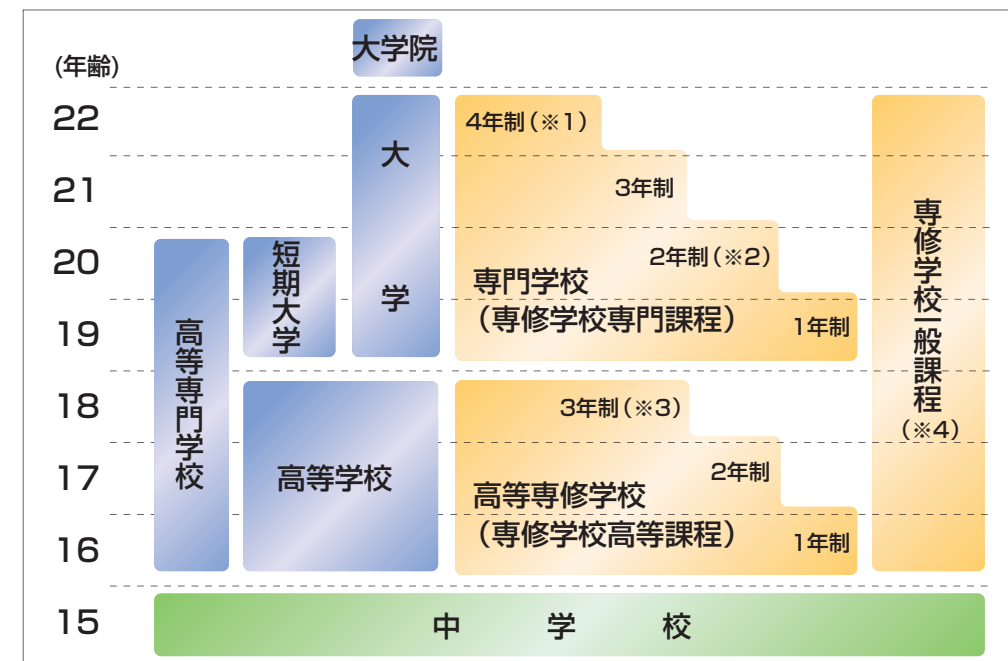 大学院
(年齢)
22
21
20
19
18
17
16
15
大学
短期大学
高等専門学校
高等学校
4年制(※1)
3年制
2年制(※2)
専門学校
(専修学校専門課程)
1年制
3年制(※3)
2年制
高等専修学校
(専修学校高等課程)
1年制
専修学校一般課程
(※4)
中学校